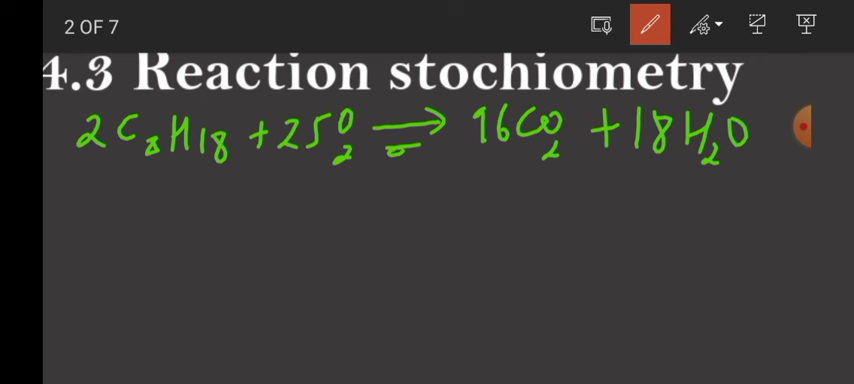 2 OF 7
4.3 Reaction stochiometry
2C8H18 + 25O2 → 16CO2 + 18H2O